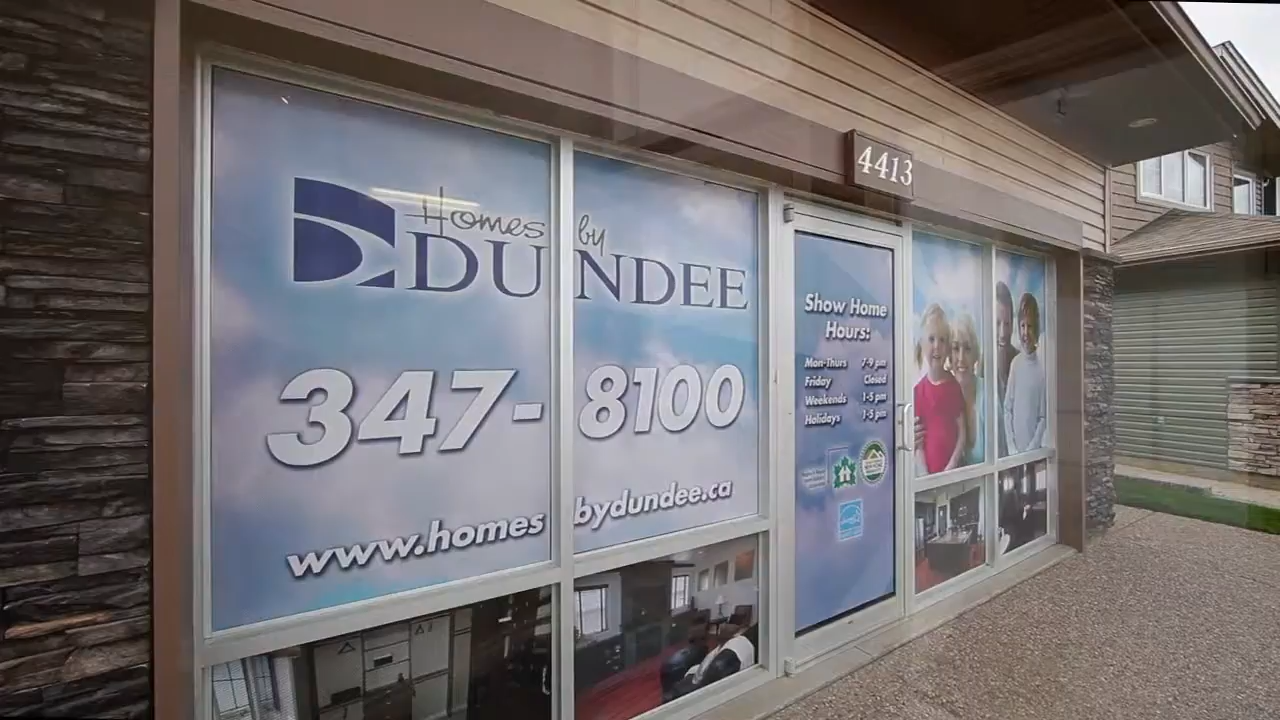 4413
Homes by
DUNDEE
347-8100
www.homesbydundee.ca
Show Home
Hours:
Mon-Thurs 7-9 pm
Friday Closed
Weekends 1-5 pm
Holidays 1-5 pm